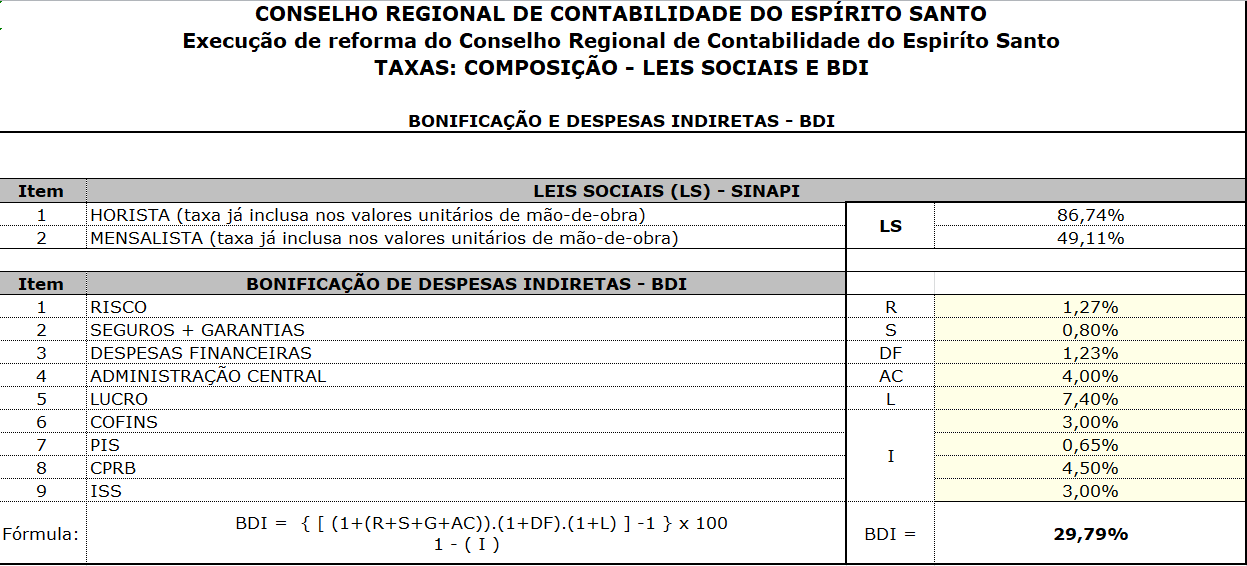 CONSELHO REGIONAL DE CONTABILIDADE DO ESPÍRITO SANTO
Execução de reforma do Conselho Regional de Contabilidade do Espiríto Santo
TAXAS: COMPOSIÇÃO - LEIS SOCIAIS E BDI
BONIFICAÇÃO E DESPESAS INDIRETAS - BDI
Item LEIS SOCIAIS (LS) - SINAPI
1 HORISTA (taxa já inclusa nos valores unitários de mão-de-obra) LS 86,74%
2 MENSALISTA (taxa já inclusa nos valores unitários de mão-de-obra) 49,11%
Item BONIFICAÇÃO DE DESPESAS INDIRETAS - BDI
1 RISCO R 1,27%
2 SEGUROS + GARANTIAS S 0,80%
3 DESPESAS FINANCEIRAS DF 1,23%
4 ADMINISTRAÇÃO CENTRAL AC 4,00%
5 LUCRO L 7,40%
6 COFINS I 3,00%
7 PIS 0,65%
8 CPRB 4,50%
9 ISS 3,00%
Fórmula: BDI = { [ (1+(R+S+G+AC)).(1+DF).(1+L) ] -1 } x 100 BDI = 29,79%
1 - ( I )